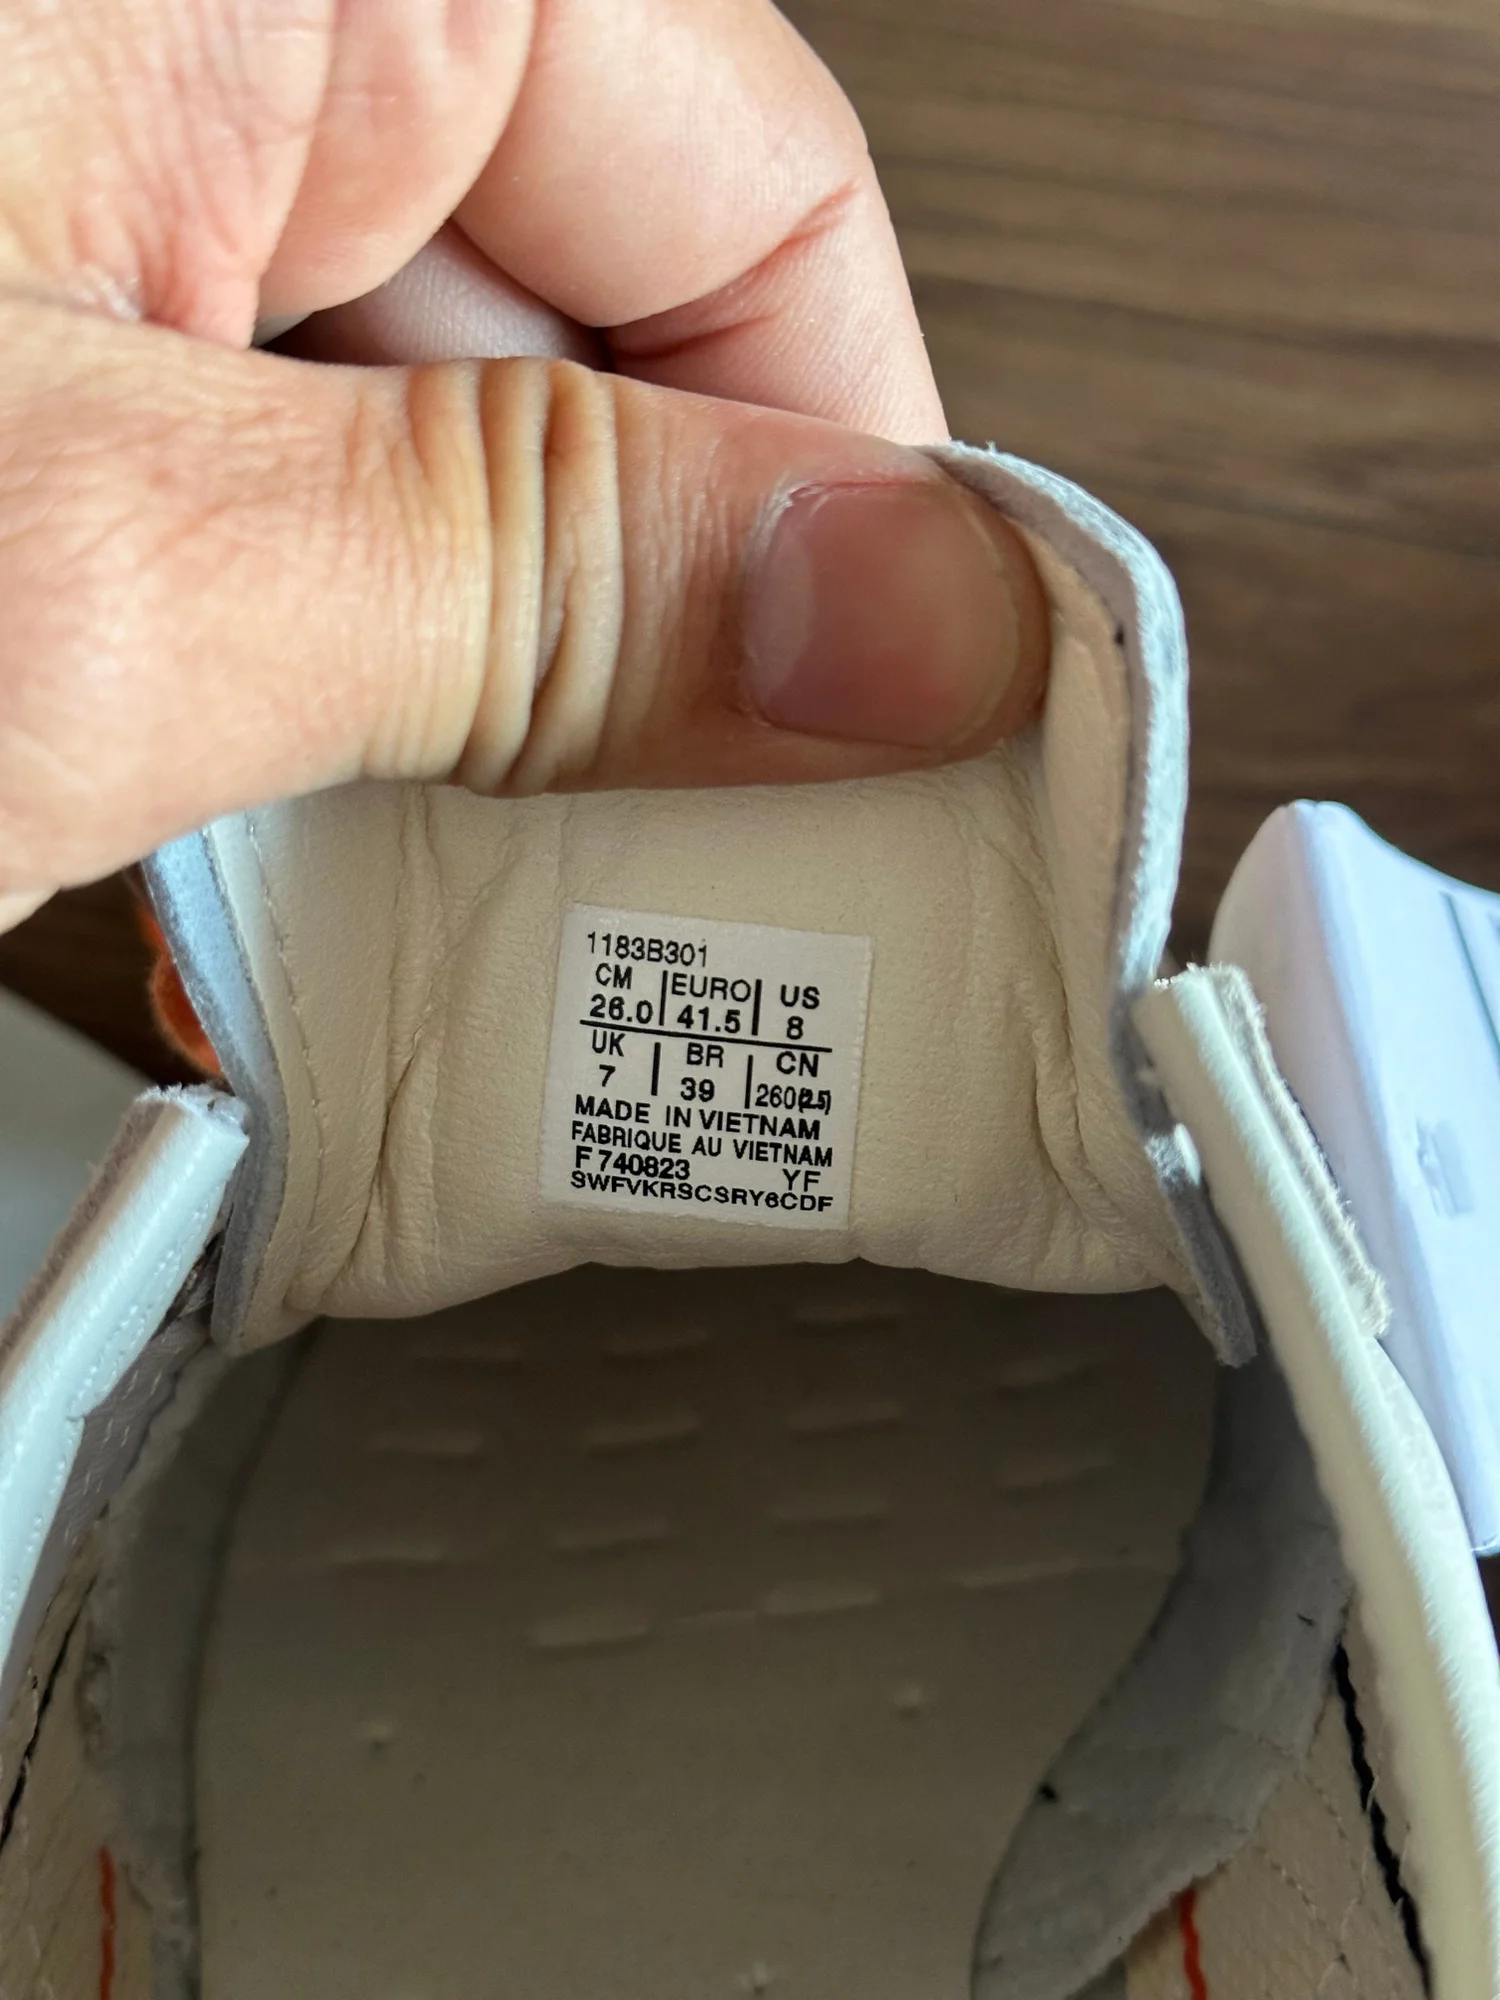 1183B301
CM EURO US
26.0 41.5 8
UK BR CN
7 39 260(2.5)
MADE IN VIETNAM
FABRIQUE AU VIETNAM
F 740823 YF
SWFVKRSCSRY6CDF